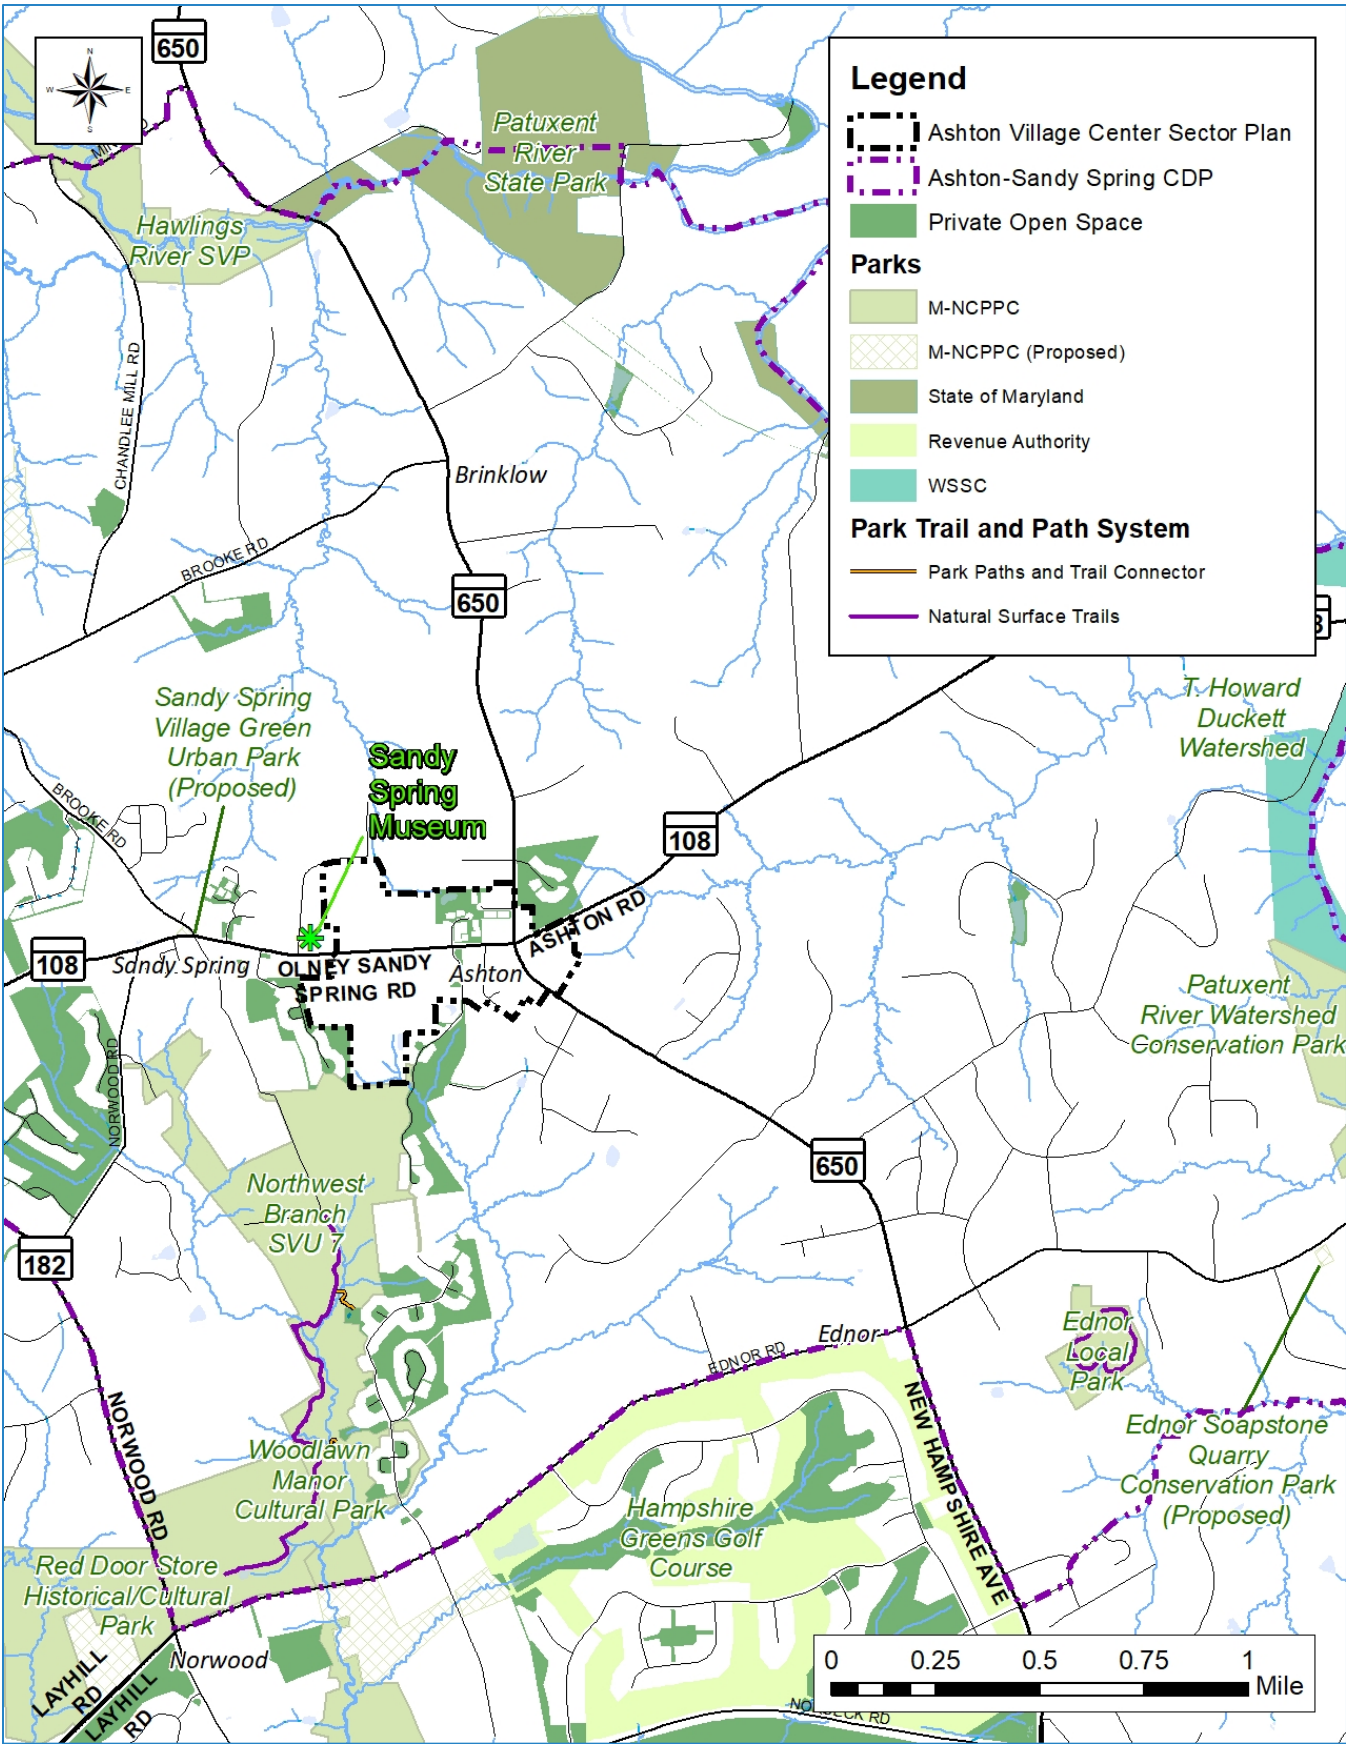 650
N
W E
S
Legend
Ashton Village Center Sector Plan
Ashton-Sandy Spring CDP
Private Open Space
Parks
M-NCPPC
M-NCPPC (Proposed)
State of Maryland
Revenue Authority
WSSC
Park Trail and Path System
Park Paths and Trail Connector
Natural Surface Trails
Patuxent
River
State Park
Hawlings
River SVP
CHANDLEE MILL RD
Brinklow
BROOKE RD
650
Sandy Spring
Village Green
Urban Park
(Proposed)
Sandy
Spring
Museum
T. Howard
Duckett
Watershed
BROOKE RD
108
ASHTON RD
108
Sandy Spring
OLNEY SANDY
SPRING RD
Ashton
Patuxent
River Watershed
Conservation Park
NORWOOD RD
650
Northwest
Branch
SVU 7
182
Ednor
EDNOR RD
Ednor
Local
Park
NORWOOD RD
NEW HAMPSHIRE AVE
Woodlawn
Manor
Cultural Park
Ednor Soapstone
Quarry
Conservation Park
(Proposed)
Hampshire
Greens Golf
Course
Red Door Store
Historical/Cultural
Park
Norwood
LAYHILL
RD
LAYHILL
RD
0 0.25 0.5 0.75 1
Mile